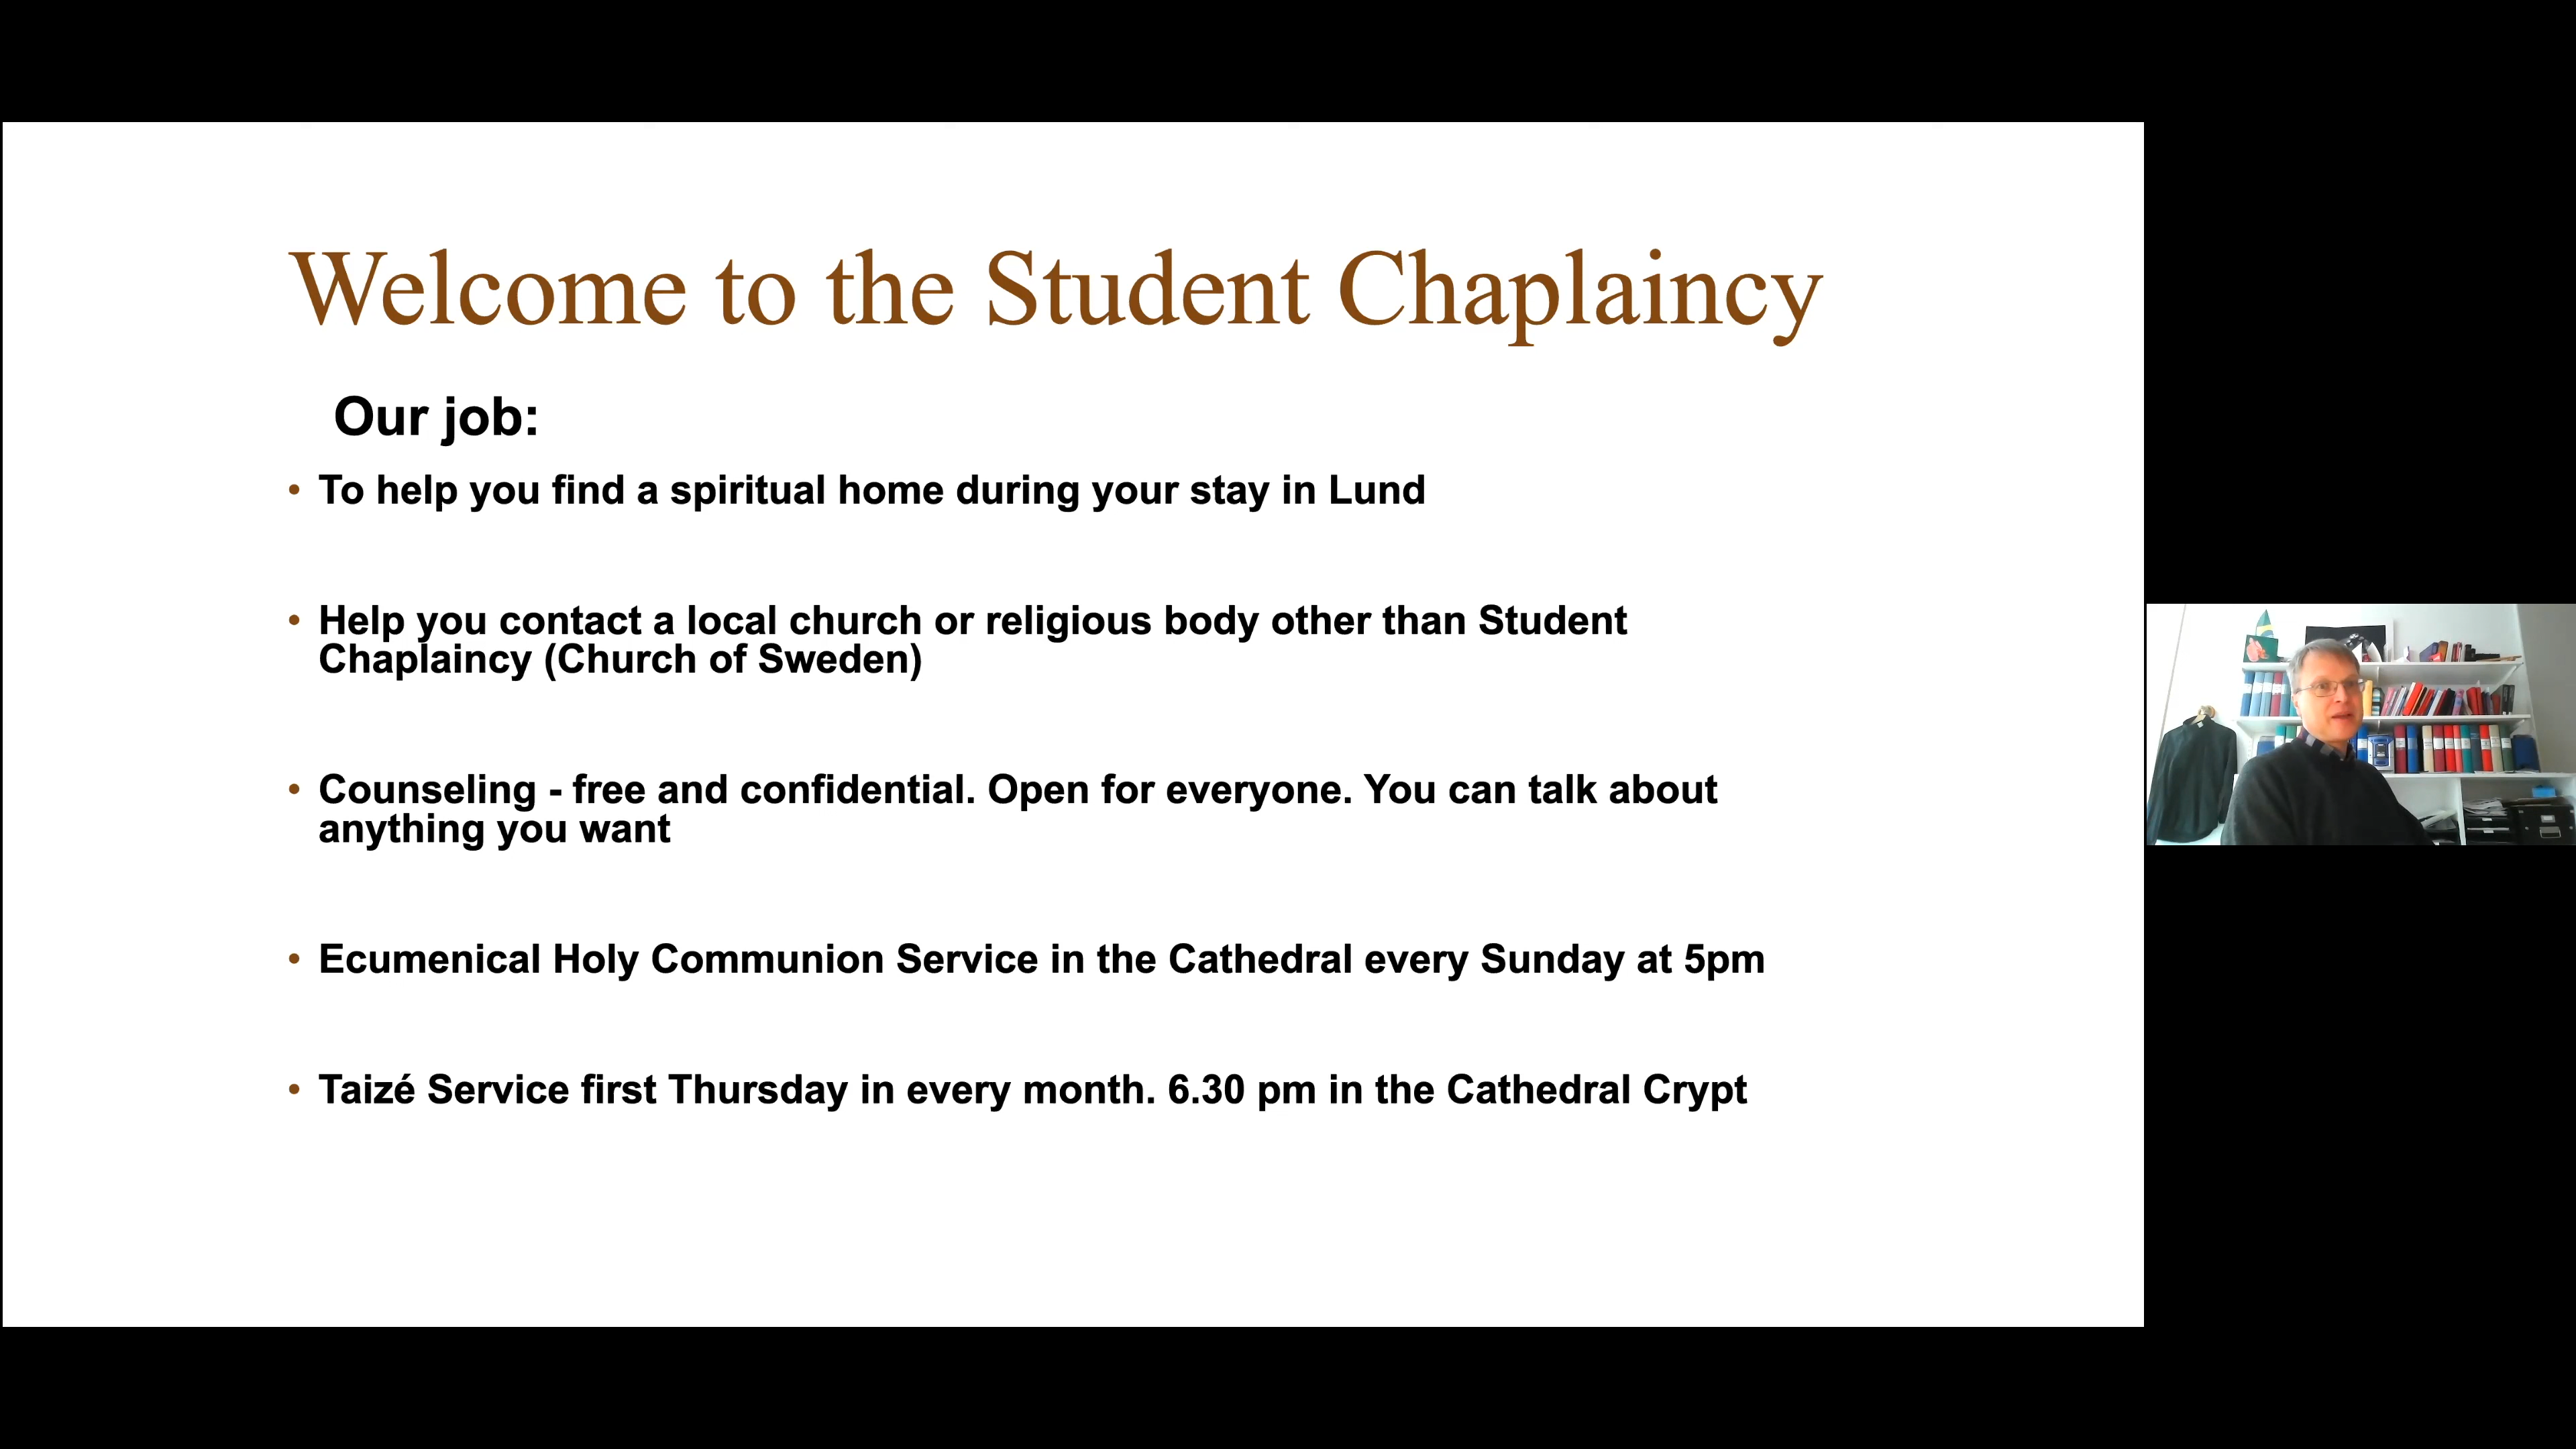 Welcome to the Student Chaplaincy
Our job:
• To help you find a spiritual home during your stay in Lund
• Help you contact a local church or religious body other than Student
Chaplaincy (Church of Sweden)
• Counseling - free and confidential. Open for everyone. You can talk about
anything you want
• Ecumenical Holy Communion Service in the Cathedral every Sunday at 5pm
• Taizé Service first Thursday in every month. 6.30 pm in the Cathedral Crypt